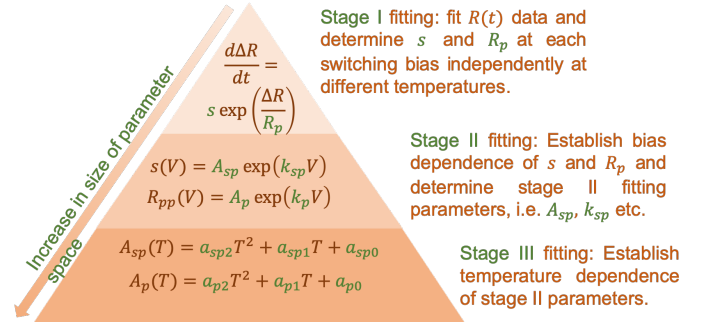 Stage I fitting: fit R(t) data and
determine s and R_p at each
switching bias independently at
different temperatures.
dΔR/dt =
s exp(ΔR/R_p)
Increase in size of parameter
space
Stage II fitting: Establish bias
dependence of s and R_p and
determine stage II fitting
parameters, i.e. A_sp, k_sp etc.
s(V) = A_sp exp(k_sp V)
R_pp(V) = A_p exp(k_p V)
Stage III fitting: Establish
temperature dependence
of stage II parameters.
A_sp(T) = a_sp2 T² + a_sp1 T + a_sp0
A_p(T) = a_p2 T² + a_p1 T + a_p0